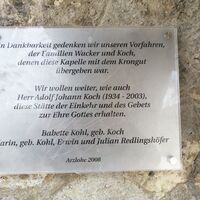 In Dankbarkeit gedenken wir unseren Vorfahren,
der Familien Wacker und Koch,
denen diese Kapelle mit dem Krongut
übergeben war.
Wir wollen weiter, wie auch
Herr Adolf Johann Koch (1934 - 2003),
diese Stätte der Einkehr und des Gebets
zur Ehre Gottes erhalten.
Babette Kohl, geb. Koch
Karin, geb. Kohl, Erwin und Julian Redlingshöfer
Arzlohe 2008